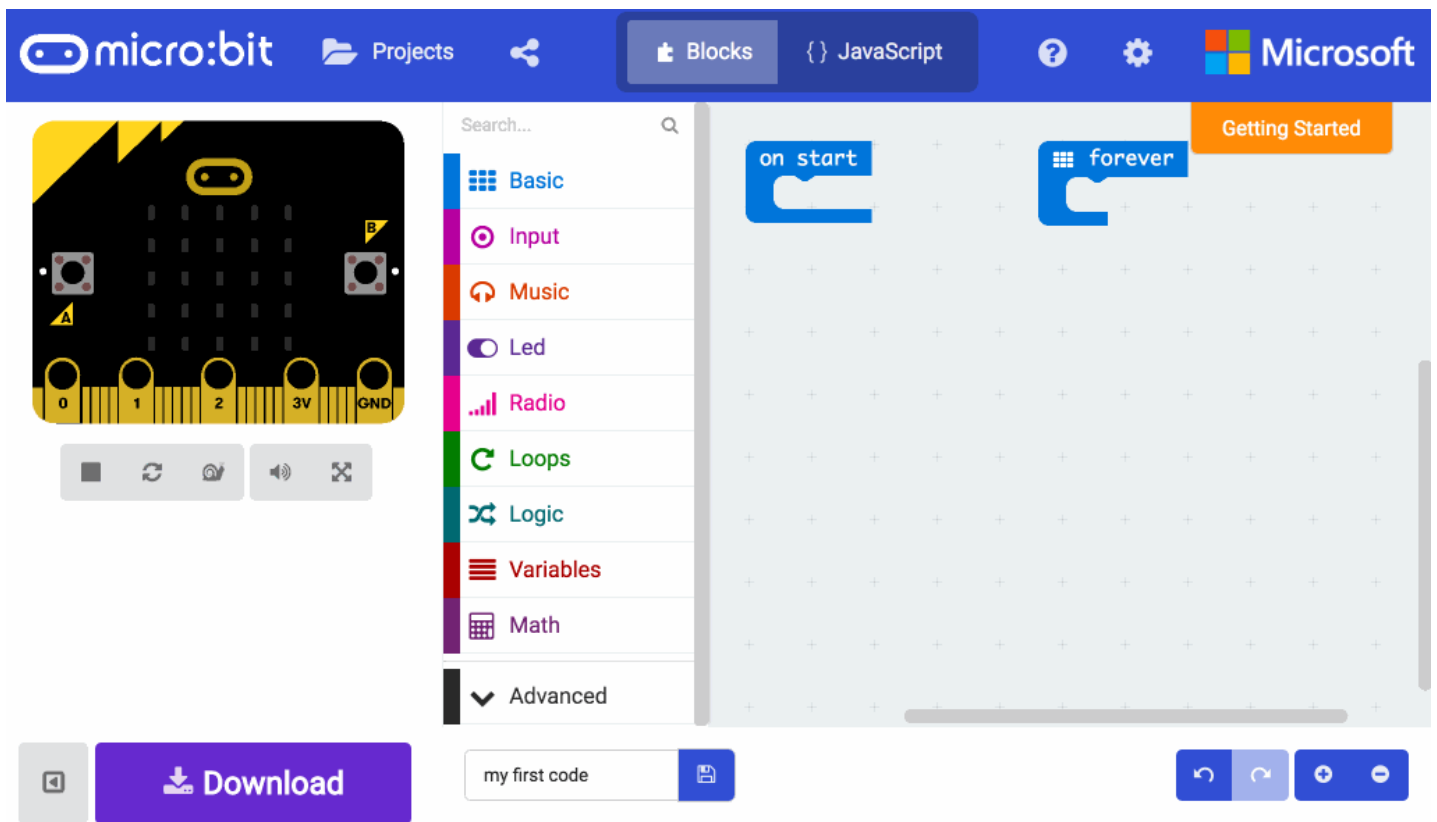 micro:bit Projects Blocks {} JavaScript ? Microsoft
Getting Started
B
A
0 1 2 3V GND
Search...
Basic
Input
Music
Led
Radio
Loops
Logic
Variables
Math
Advanced
on start
forever
Download
my first code